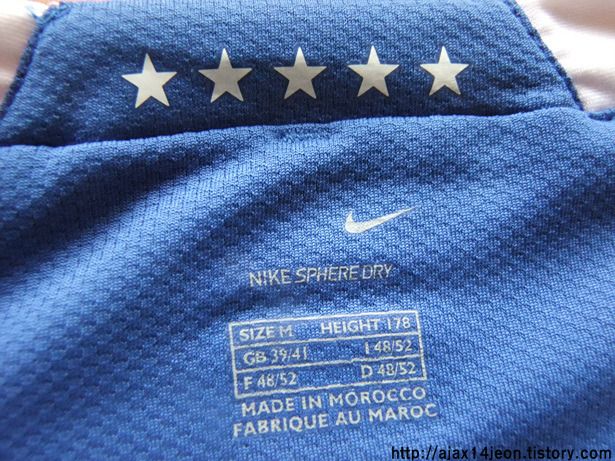 NIKE SPHERE DRY
SIZE M HEIGHT 178
GB 39/41 I 48/52
F 48/52 D 48/52
MADE IN MOROCCO
FABRIQUE AU MAROC
http://ajax14jeon.tistory.com